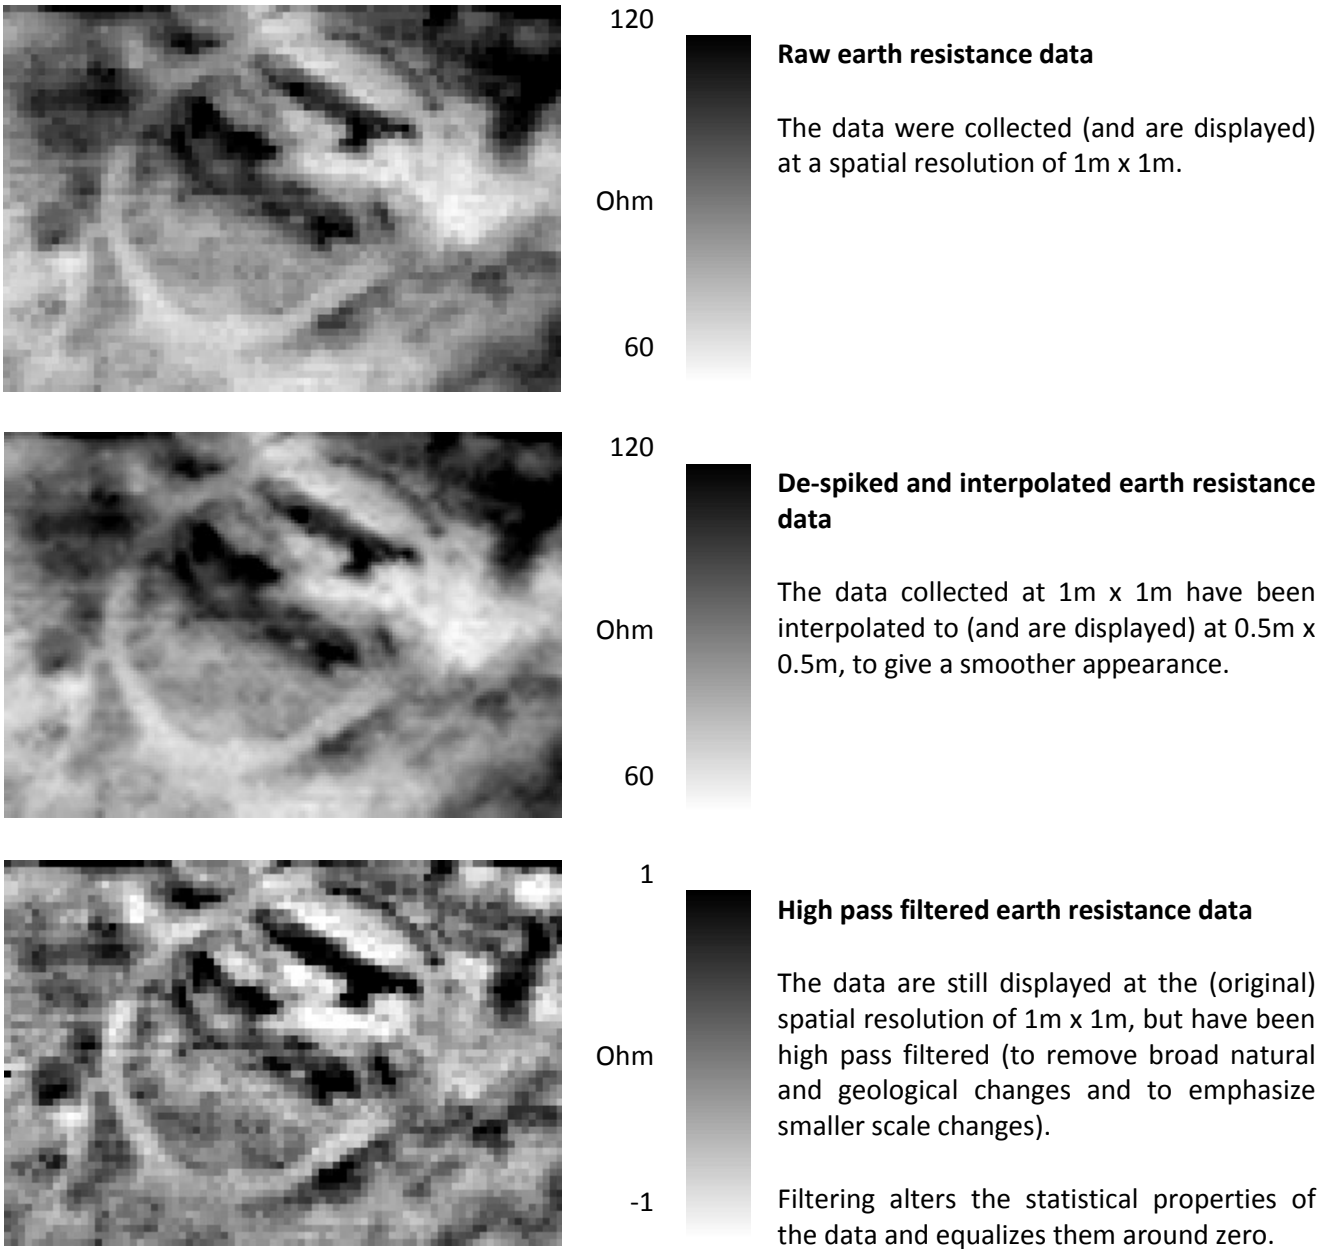 120
Ohm
60
Raw earth resistance data
The data were collected (and are displayed)
at a spatial resolution of 1m x 1m.
120
Ohm
60
De-spiked and interpolated earth resistance
data
The data collected at 1m x 1m have been
interpolated to (and are displayed) at 0.5m x
0.5m, to give a smoother appearance.
1
Ohm
-1
High pass filtered earth resistance data
The data are still displayed at the (original)
spatial resolution of 1m x 1m, but have been
high pass filtered (to remove broad natural
and geological changes and to emphasize
smaller scale changes).
Filtering alters the statistical properties of
the data and equalizes them around zero.